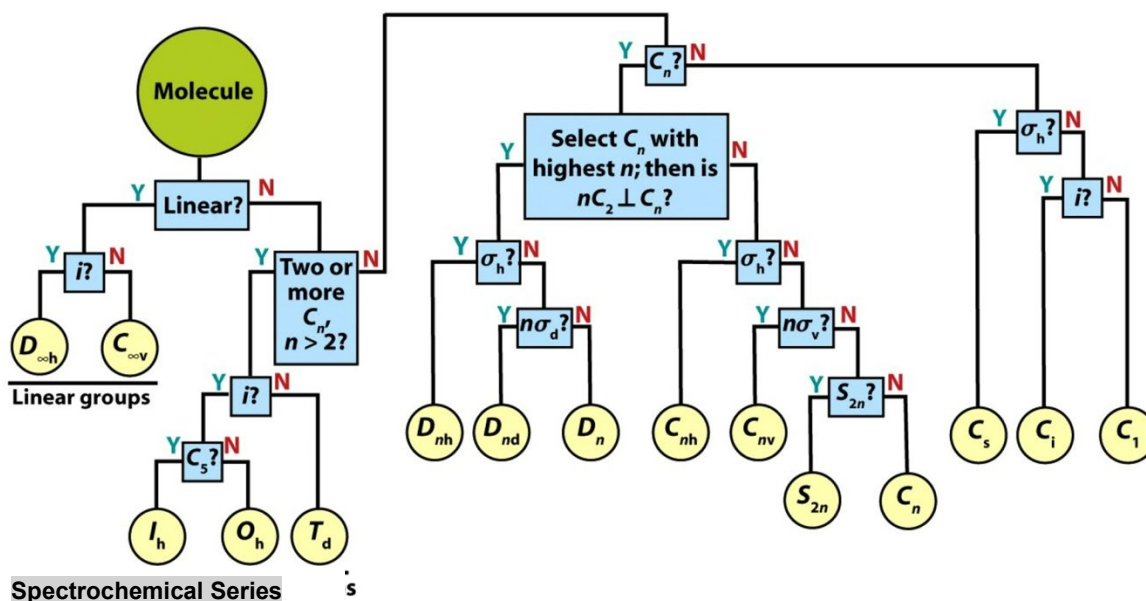 Molecule
Y Linear? N
Y i? N
D∞h
C∞v
Linear groups
Y Two or N
more
Cn,
n > 2?
Y i? N
Y C5? N
Ih
Oh
Td
Y Cn? N
Y Select Cn with N
highest n; then is
nC2 ⊥ Cn?
Y σh? N
Y nσd? N
Dnh
Dnd
Dn
Y σh? N
Y nσv? N
Y S2n? N
Cnh
Cnv
S2n
Cn
Y σh? N
Y i? N
Cs
Ci
C1
Spectrochemical Series
s